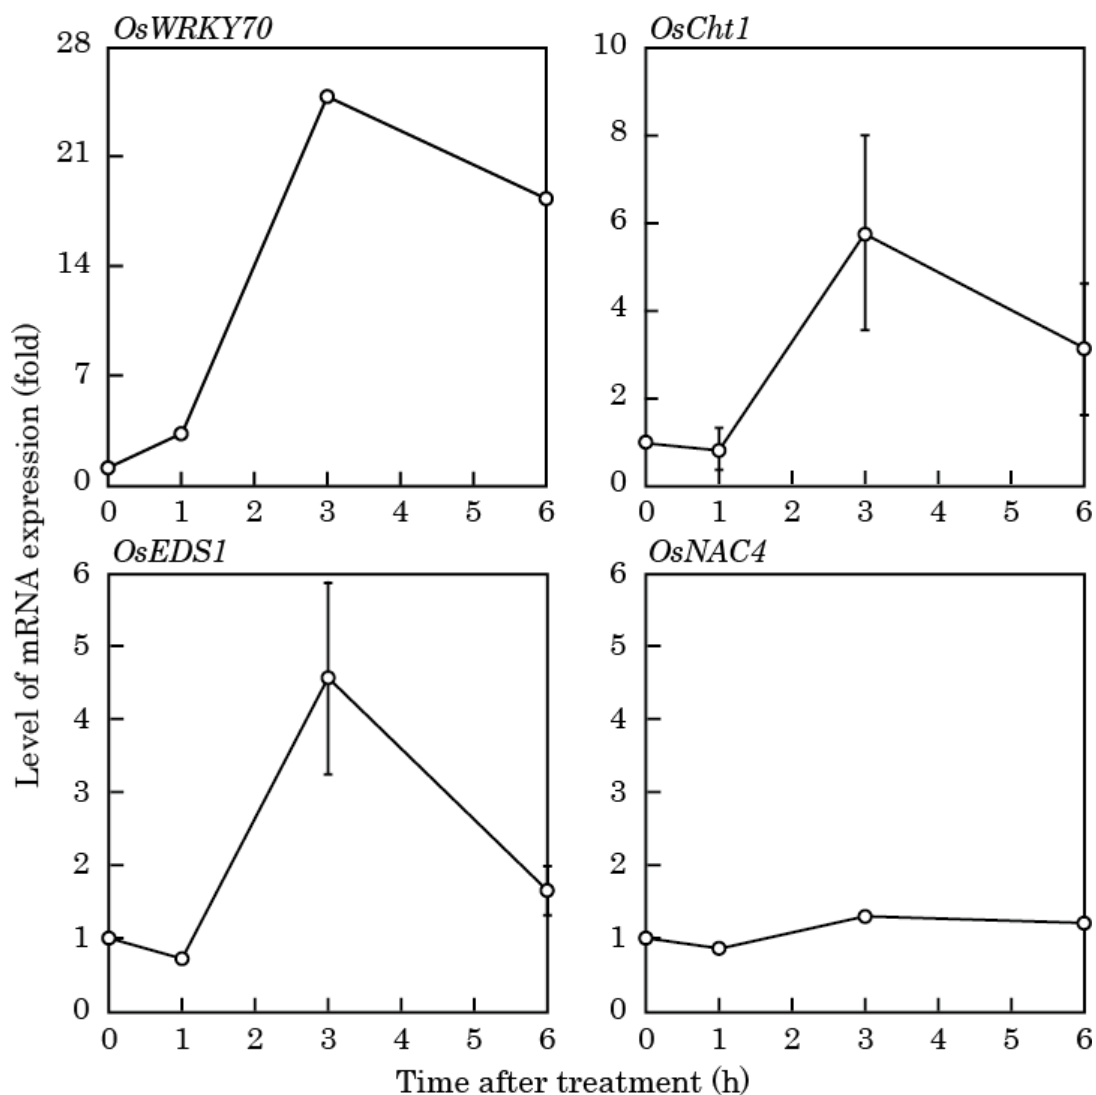 OsWRKY70
28
21
14
7
0
0 1 2 3 4 5 6
OsCht1
10
8
6
4
2
0
0 1 2 3 4 5 6
OsEDS1
6
5
4
3
2
1
0
0 1 2 3 4 5 6
OsNAC4
6
5
4
3
2
1
0
0 1 2 3 4 5 6
Level of mRNA expression (fold)
Time after treatment (h)